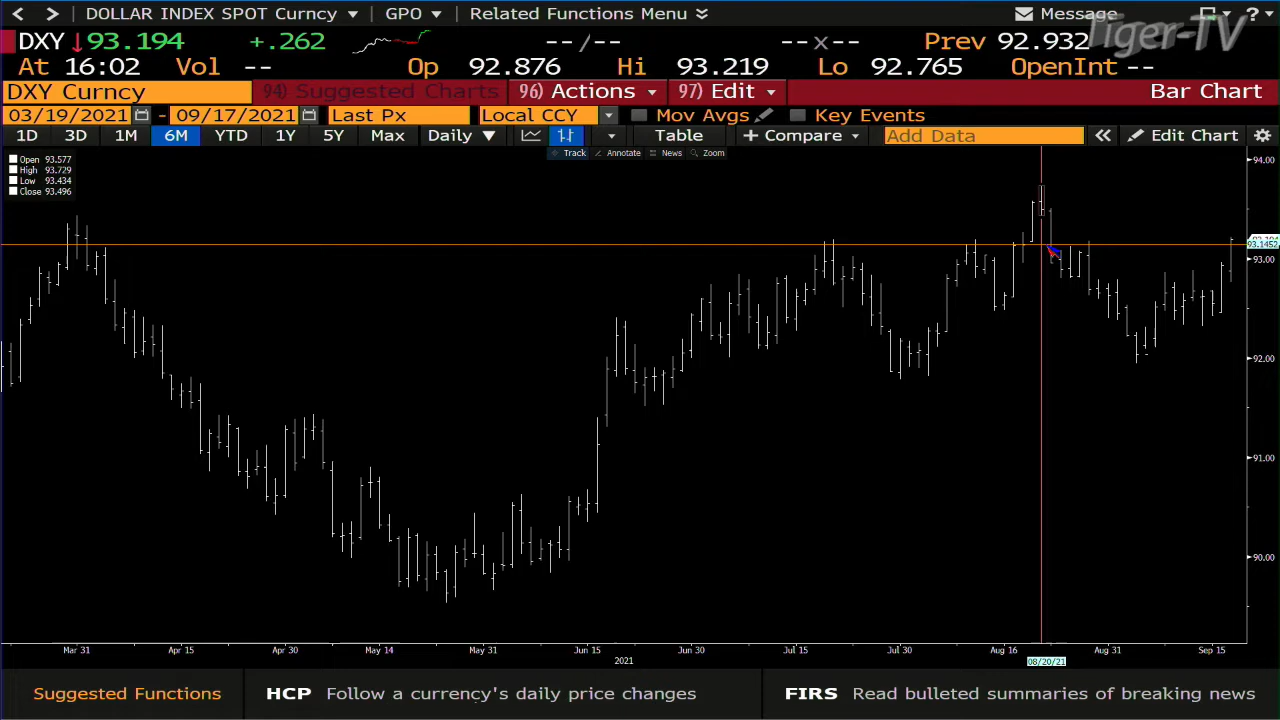 DOLLAR INDEX SPOT Curncy GPO Related Functions Menu Message ?
Tiger-TV
DXY 93.194 +.262 -- / -- -- x -- Prev 92.932
At 16:02 Vol -- Op 92.876 Hi 93.219 Lo 92.765 OpenInt --
DXY Curncy 94) Suggested Charts 96) Actions 97) Edit Bar Chart
03/19/2021 - 09/17/2021 Last Px Local CCY Mov Avgs Key Events
1D 3D 1M 6M YTD 1Y 5Y Max Daily Table + Compare Add Data « Edit Chart
Track Annotate News Zoom
Open 93.577
High 93.729
Low 93.434
Close 93.496
94.00
93.1452
93.00
92.00
91.00
90.00
Mar 31 Apr 15 Apr 30 May 14 May 31 Jun 15 Jun 30 Jul 15 Jul 30 Aug 16 Aug 31 Sep 15
2021 08/20/21
Suggested Functions HCP Follow a currency's daily price changes FIRS Read bulleted summaries of breaking news